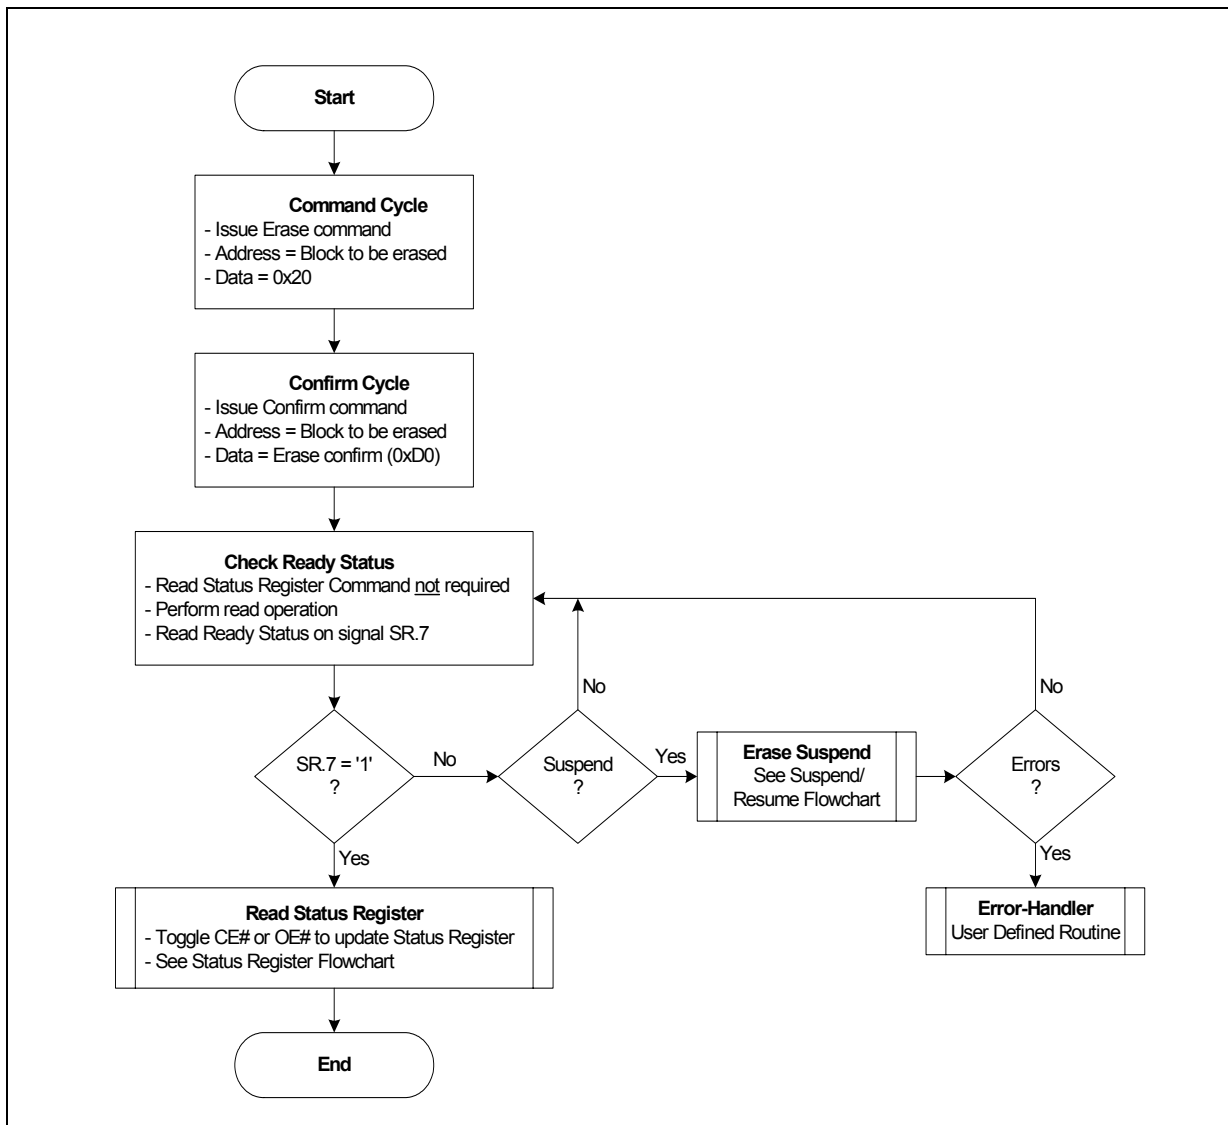 Start
Command Cycle
- Issue Erase command
- Address = Block to be erased
- Data = 0x20
Confirm Cycle
- Issue Confirm command
- Address = Block to be erased
- Data = Erase confirm (0xD0)
Check Ready Status
- Read Status Register Command not required
- Perform read operation
- Read Ready Status on signal SR.7
No
No
SR.7 = '1'
?
No
Suspend
?
Yes
Erase Suspend
See Suspend/
Resume Flowchart
Errors
?
Yes
Yes
Read Status Register
- Toggle CE# or OE# to update Status Register
- See Status Register Flowchart
Error-Handler
User Defined Routine
End